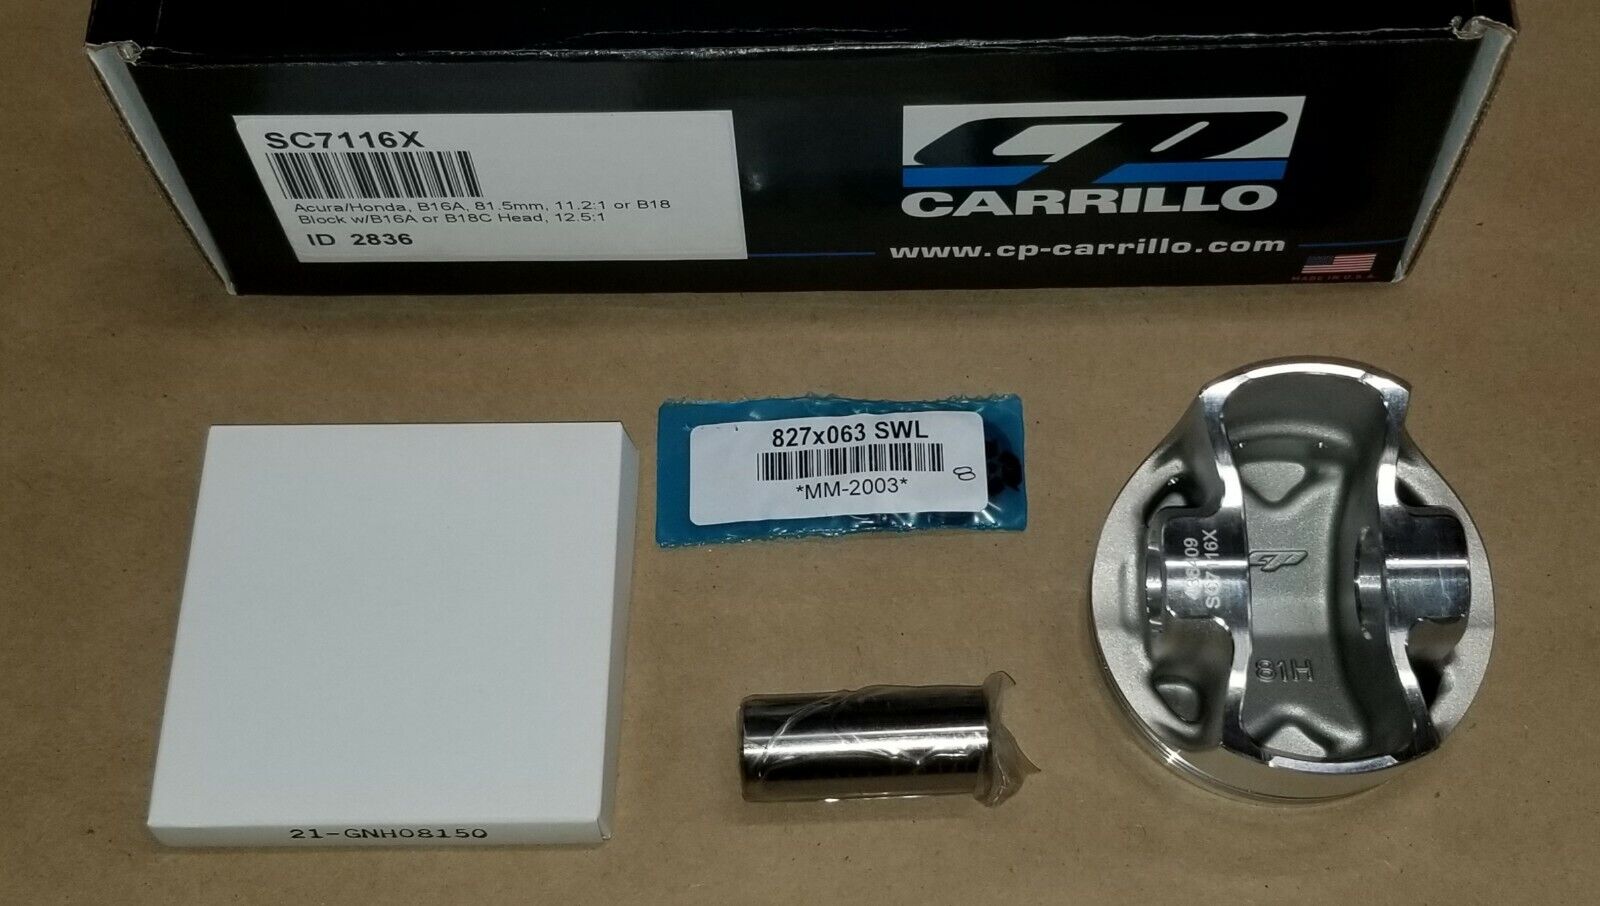 SC7116X
Acura/Honda, B16A, 81.5mm, 11.2:1 or B18
Block w/B16A or B18C Head, 12.5:1
ID 2836
CP
CARRILLO
www.cp-carrillo.com
MADE IN U.S.A.
827x063 SWL
*MM-2003*
8
21-GNH08150
436409
SC7116X
CP
81H